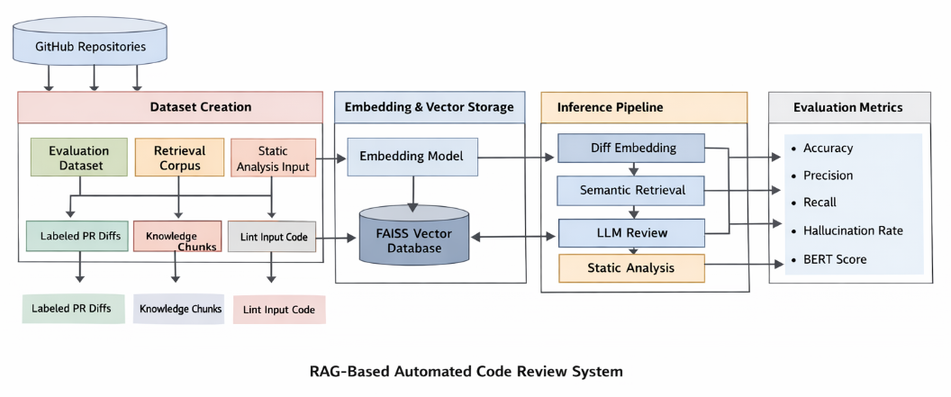 GitHub Repositories
Dataset Creation
Evaluation
Dataset
Retrieval
Corpus
Static
Analysis Input
Labeled PR Diffs
Knowledge
Chunks
Lint Input Code
Labeled PR Diffs
Knowledge Chunks
Lint Input Code
Embedding & Vector Storage
Embedding Model
FAISS Vector
Database
Inference Pipeline
Diff Embedding
Semantic Retrieval
LLM Review
Static Analysis
Evaluation Metrics
• Accuracy
• Precision
• Recall
• Hallucination Rate
• BERT Score
RAG-Based Automated Code Review System